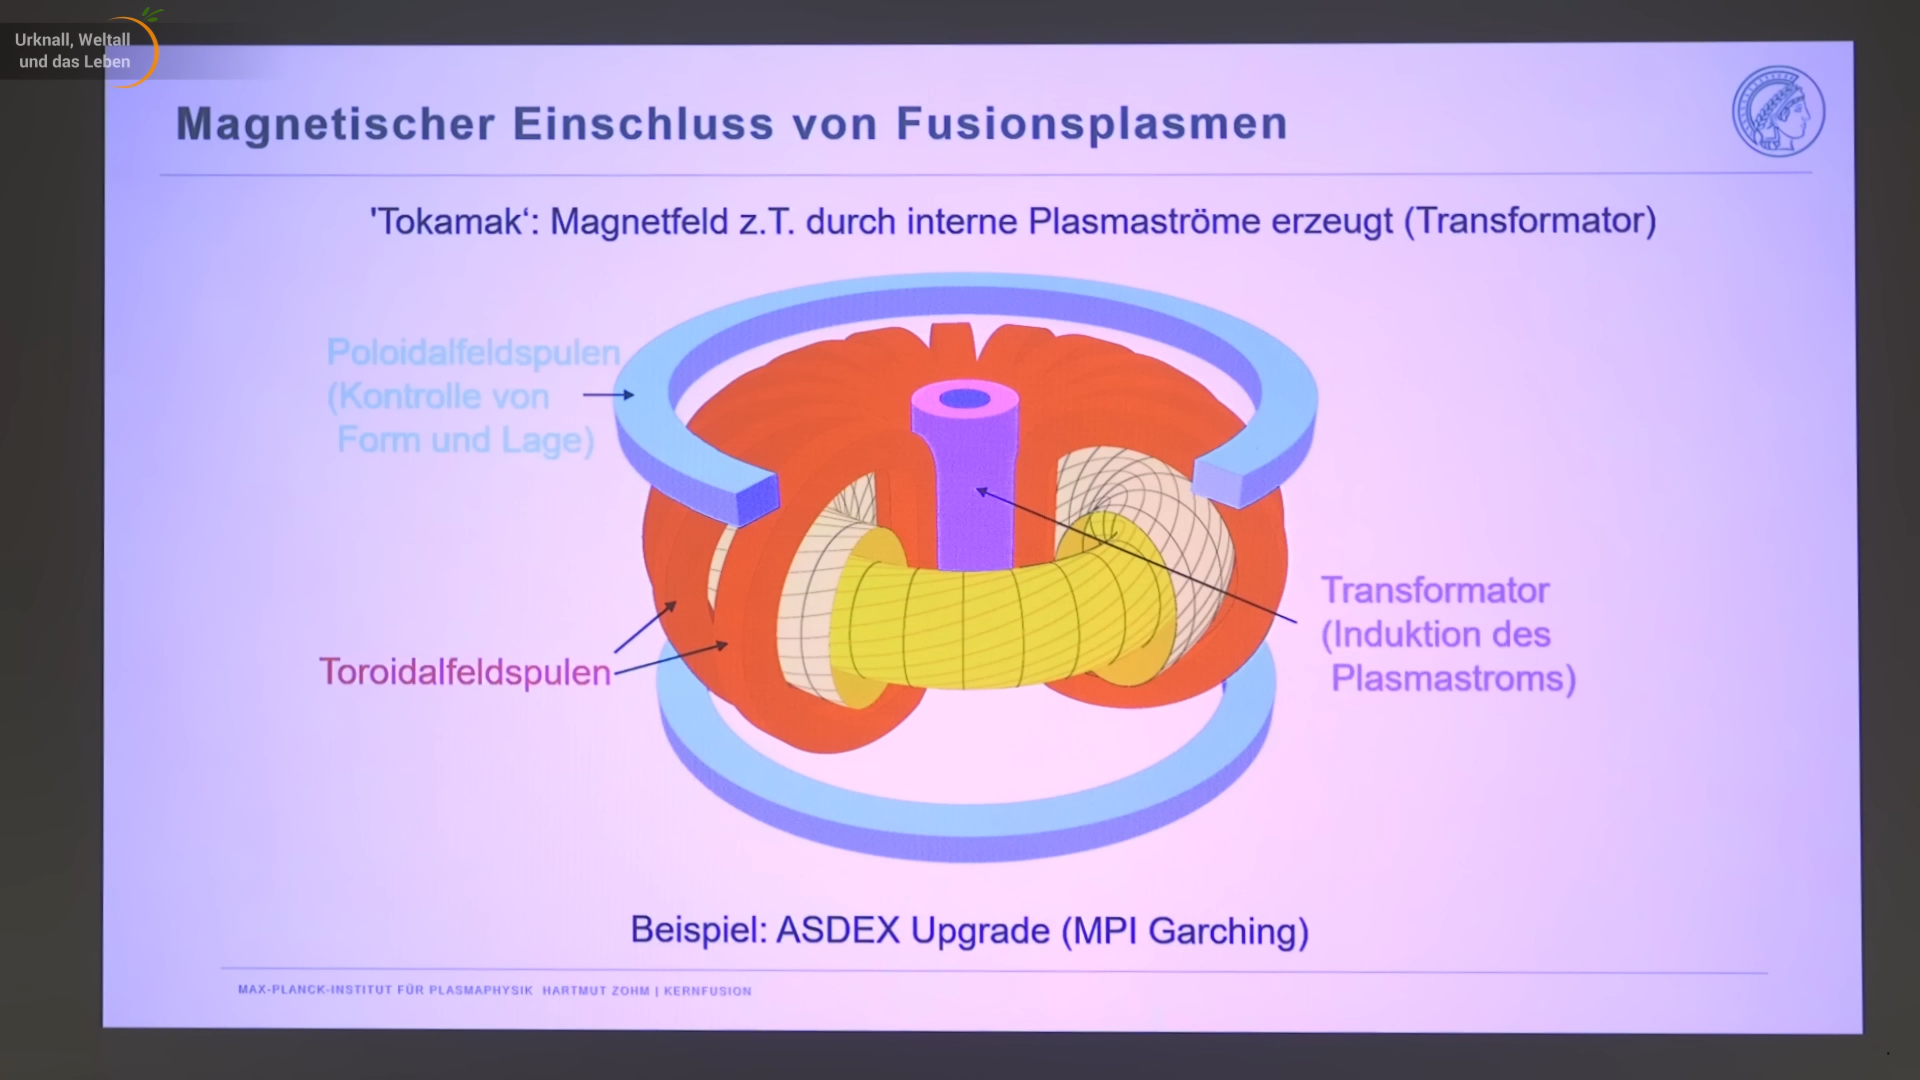 Urknall, Weltall
und das Leben
Magnetischer Einschluss von Fusionsplasmen
'Tokamak‘: Magnetfeld z.T. durch interne Plasmaströme erzeugt (Transformator)
Poloidalfeldspulen
(Kontrolle von
Form und Lage)
Toroidalfeldspulen
Transformator
(Induktion des
Plasmastroms)
Beispiel: ASDEX Upgrade (MPI Garching)
MAX-PLANCK-INSTITUT FÜR PLASMAPHYSIK HARTMUT ZOHM | KERNFUSION